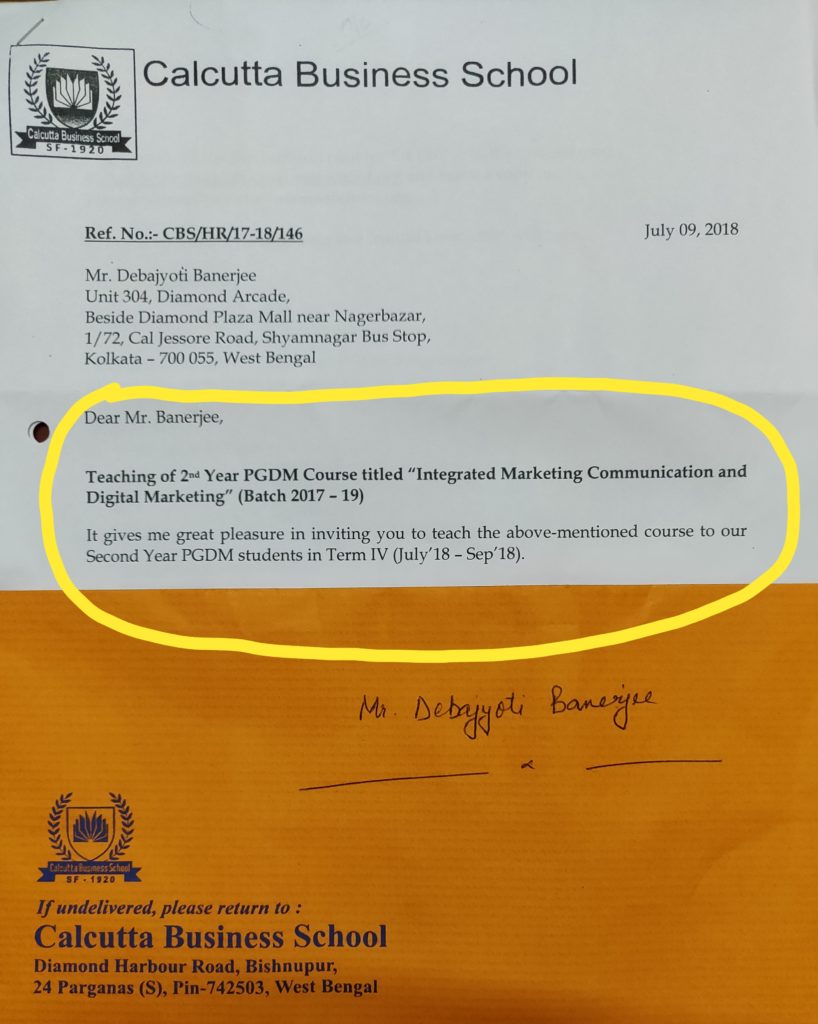 Calcutta Business School
Calcutta Business School
SF-1920
Ref. No.:- CBS/HR/17-18/146
July 09, 2018
Mr. Debajyoti Banerjee
Unit 304, Diamond Arcade,
Beside Diamond Plaza Mall near Nagerbazar,
1/72, Cal Jessore Road, Shyamnagar Bus Stop,
Kolkata – 700 055, West Bengal
Dear Mr. Banerjee,
Teaching of 2nd Year PGDM Course titled “Integrated Marketing Communication and
Digital Marketing” (Batch 2017 – 19)
It gives me great pleasure in inviting you to teach the above-mentioned course to our
Second Year PGDM students in Term IV (July’18 – Sep’18).
Mr. Debajyoti Banerjee
Calcutta Business School
SF-1920
If undelivered, please return to :
Calcutta Business School
Diamond Harbour Road, Bishnupur,
24 Parganas (S), Pin-742503, West Bengal